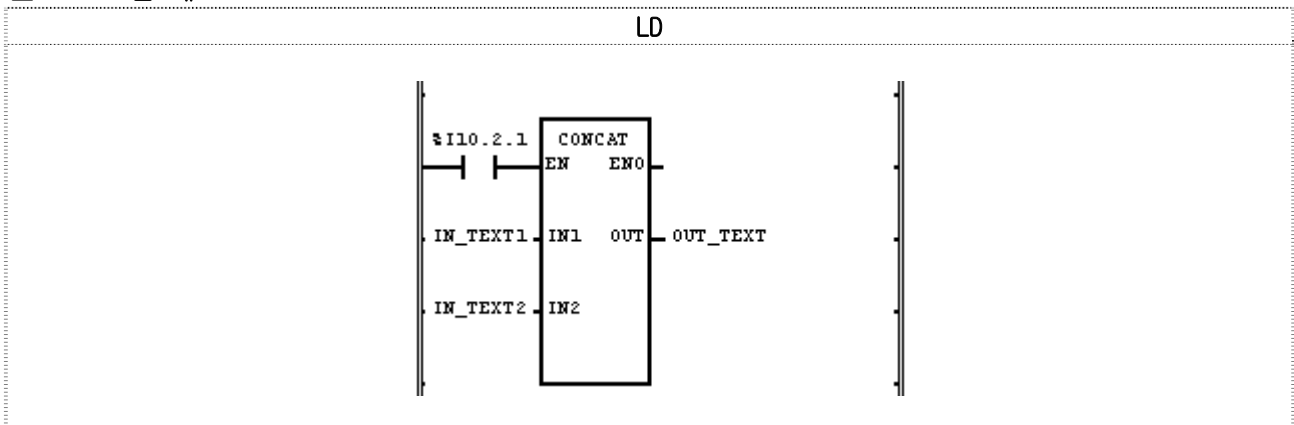 LD
%I10.2.1 CONCAT
EN ENO
IN_TEXT1 IN1 OUT OUT_TEXT
IN_TEXT2 IN2